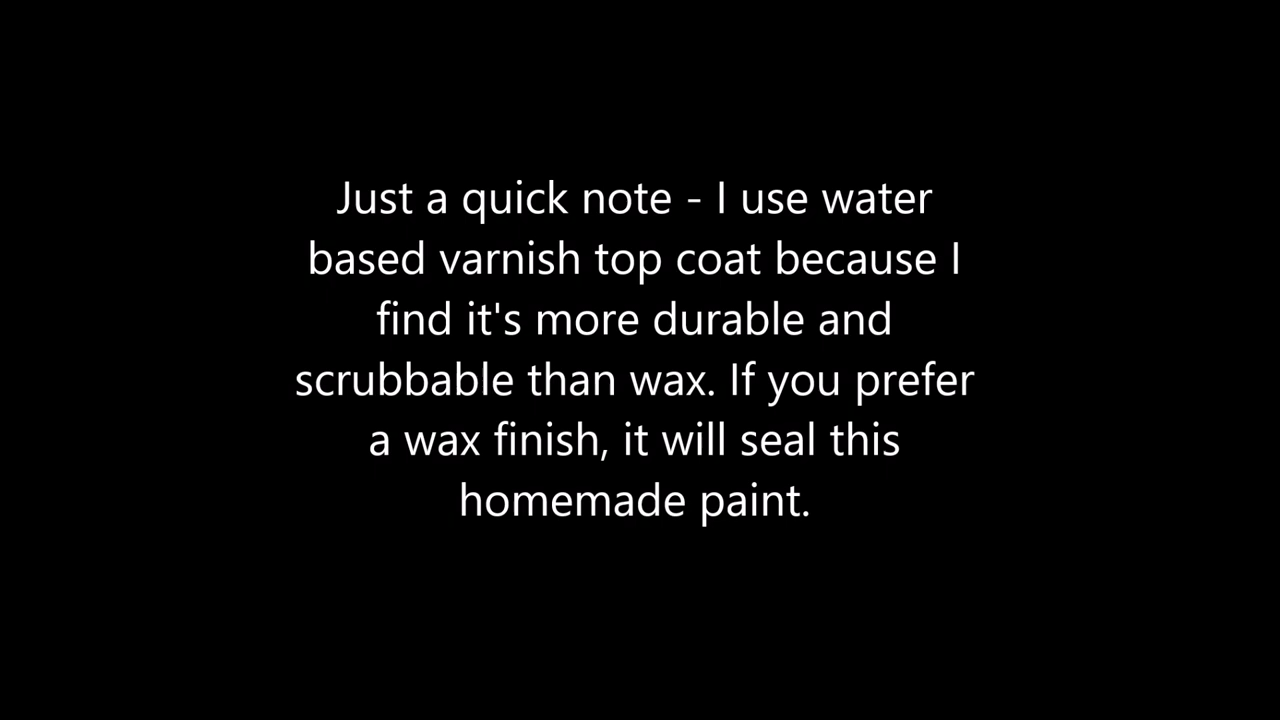 Just a quick note - I use water
based varnish top coat because I
find it's more durable and
scrubbable than wax. If you prefer
a wax finish, it will seal this
homemade paint.